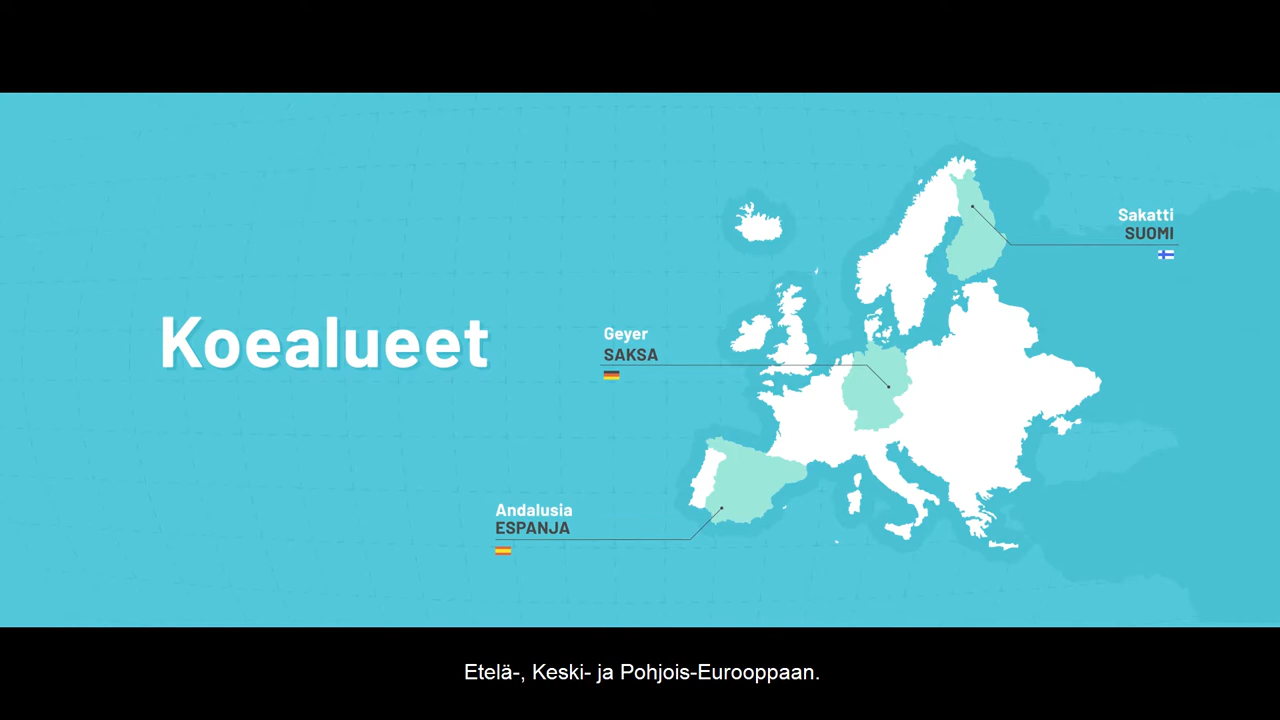 Koealueet
Sakatti
SUOMI
Geyer
SAKSA
Andalusia
ESPANJA
Etelä-, Keski- ja Pohjois-Eurooppaan.